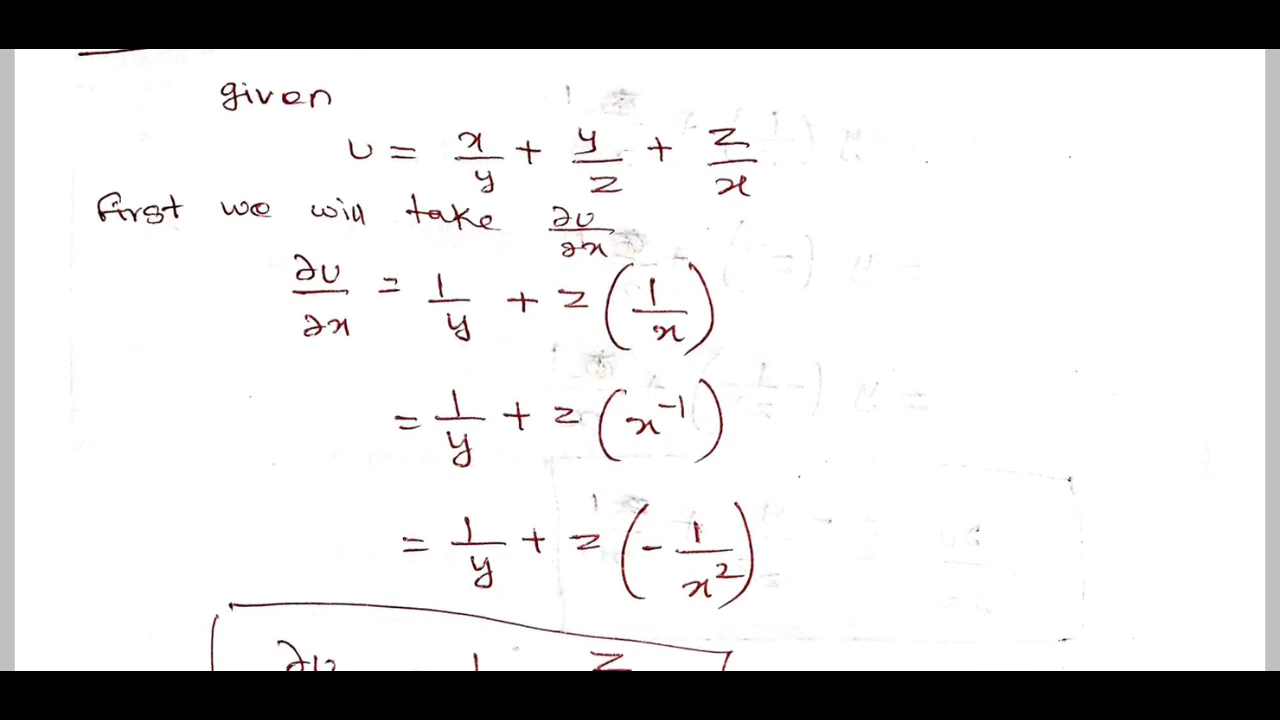 given
u = x/y + y/z + z/x
first we will take ∂u/∂x
∂u/∂x = 1/y + z(1/x)
= 1/y + z(x⁻¹)
= 1/y + z(-1/x²)